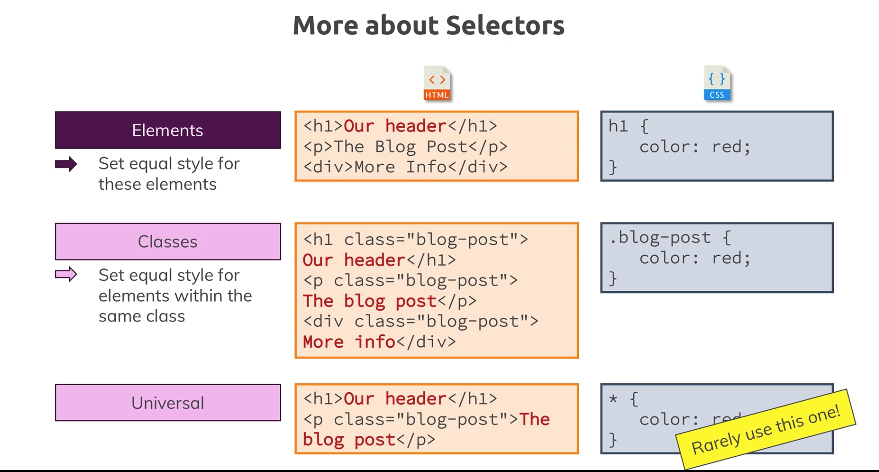 More about Selectors
HTML
{ }
CSS
Elements
Set equal style for
these elements
<h1>Our header</h1>
<p>The Blog Post</p>
<div>More Info</div>
h1 {
color: red;
}
Classes
Set equal style for
elements within the
same class
<h1 class="blog-post">
Our header</h1>
<p class="blog-post">
The blog post</p>
<div class="blog-post">
More info</div>
.blog-post {
color: red;
}
Universal
<h1>Our header</h1>
<p class="blog-post">The
blog post</p>
* {
color: red
}
Rarely use this one!